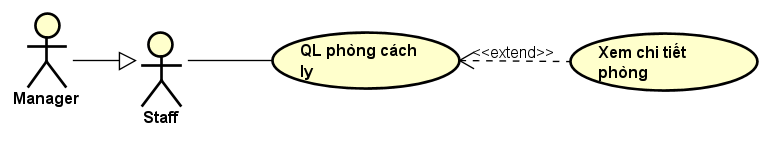 Manager
Staff
QL phòng cách
ly
<<extend>>
Xem chi tiết
phòng